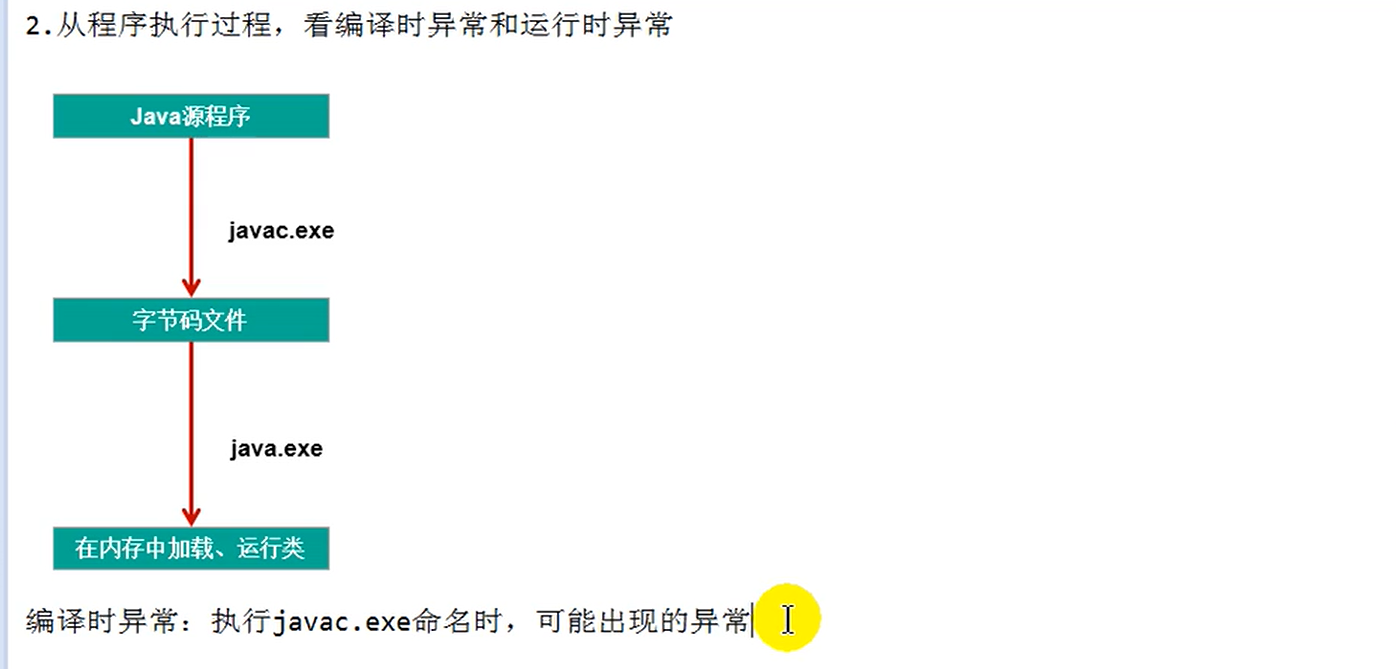 2.从程序执行过程，看编译时异常和运行时异常
Java源程序
javac.exe
字节码文件
java.exe
在内存中加载、运行类
编译时异常：执行javac.exe命名时，可能出现的异常